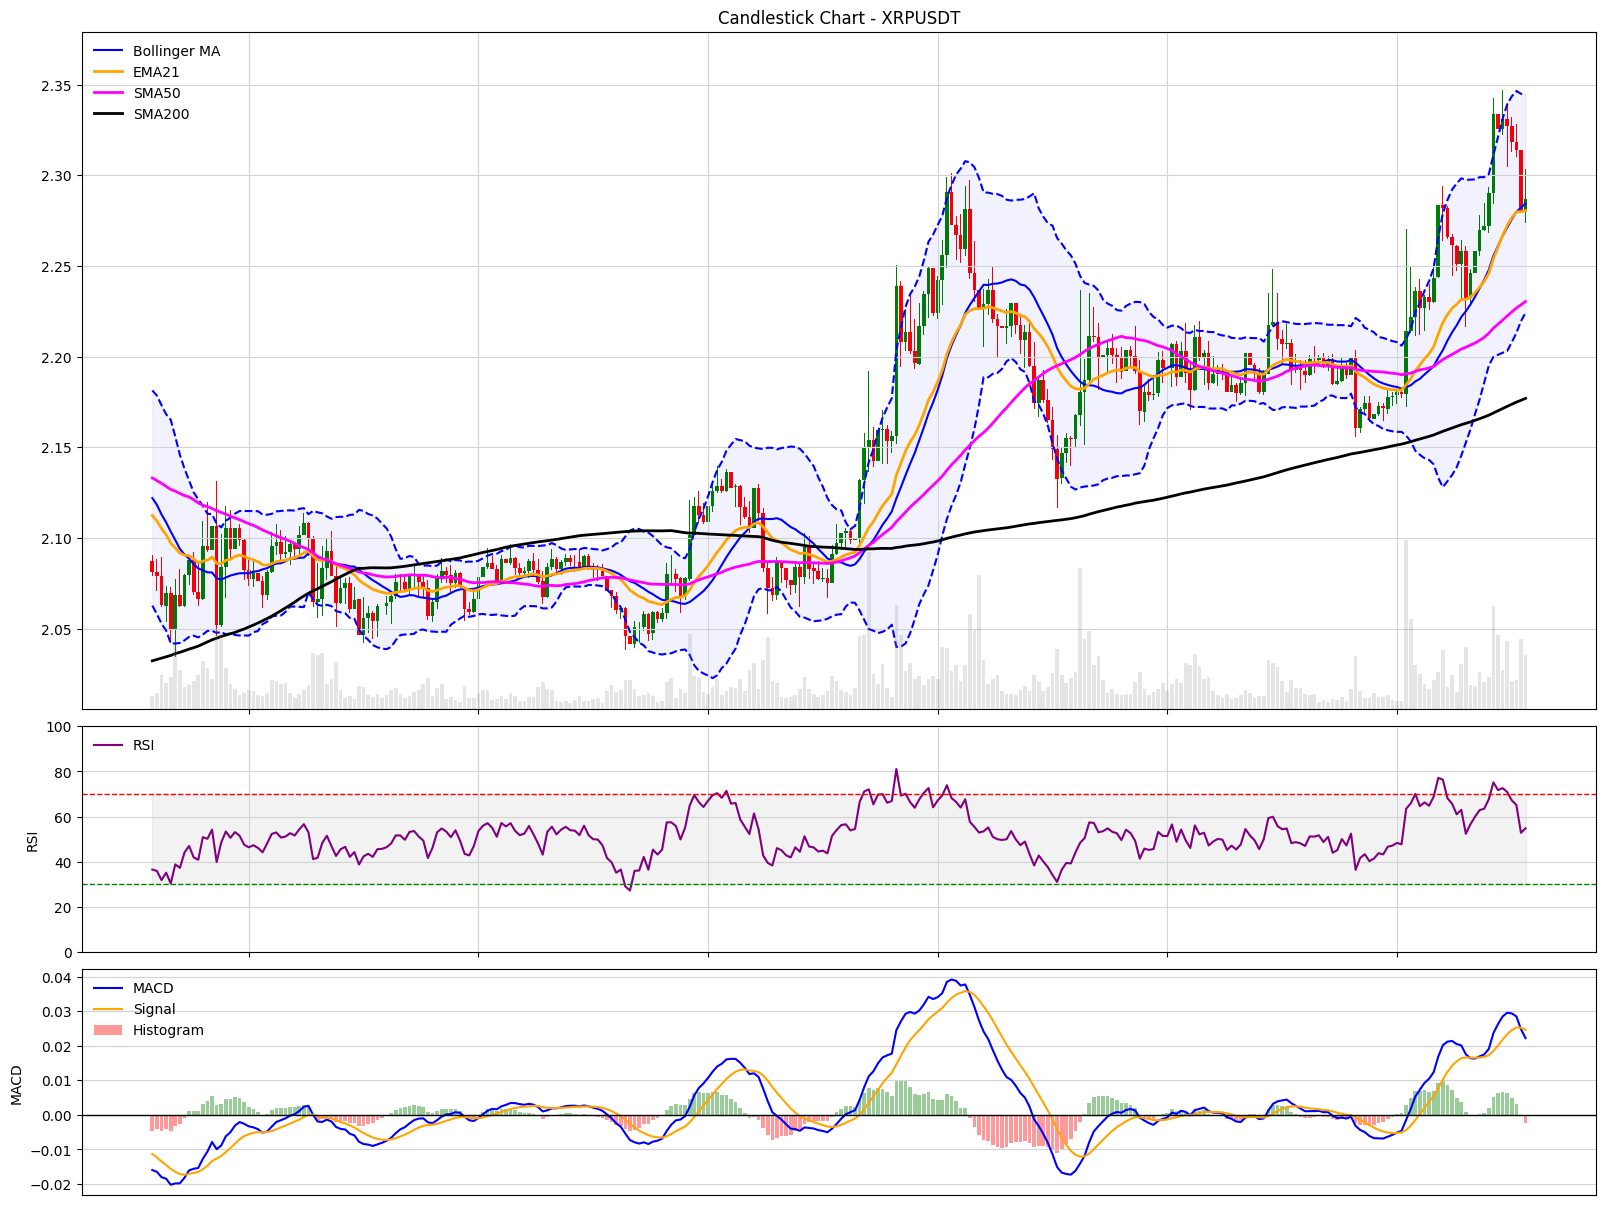 Candlestick Chart - XRPUSDT
Bollinger MA
EMA21
SMA50
SMA200
2.35
2.30
2.25
2.20
2.15
2.10
2.05
RSI
100
80
60
40
20
0
RSI
MACD
Signal
Histogram
0.04
0.03
0.02
0.01
0.00
−0.01
−0.02
MACD